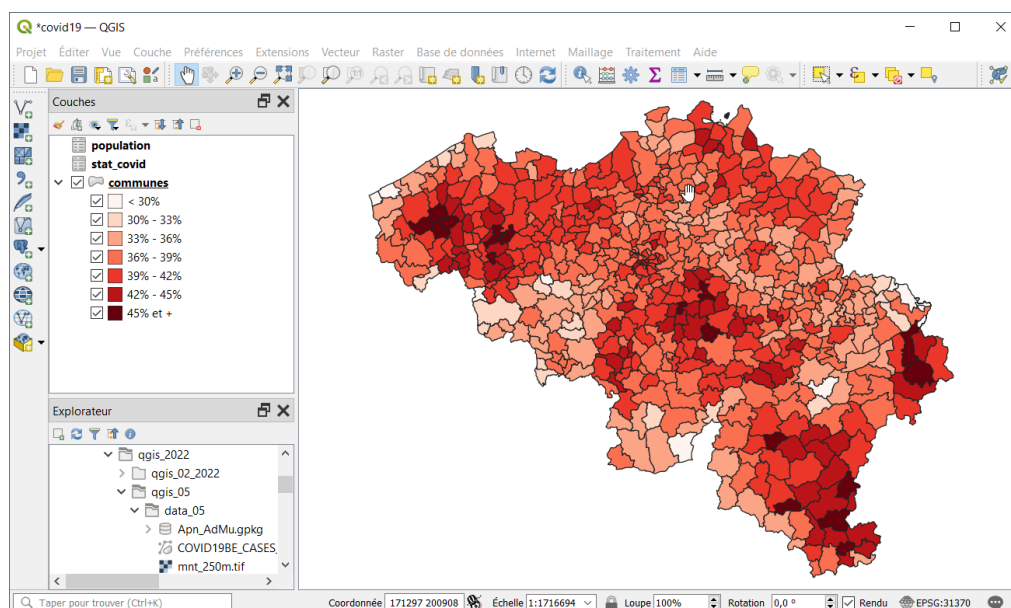 *covid19 — QGIS
Projet Éditer Vue Couche Préférences Extensions Vecteur Raster Base de données Internet Maillage Traitement Aide
Couches
population
stat_covid
communes
< 30%
30% - 33%
33% - 36%
36% - 39%
39% - 42%
42% - 45%
45% et +
Explorateur
qgis_2022
qgis_02_2022
qgis_05
data_05
Apn_AdMu.gpkg
COVID19BE_CASES_
mnt_250m.tif
Taper pour trouver (Ctrl+K)
Coordonnée 171297 200908 Échelle 1:1716694 Loupe 100% Rotation 0,0 ° Rendu EPSG:31370